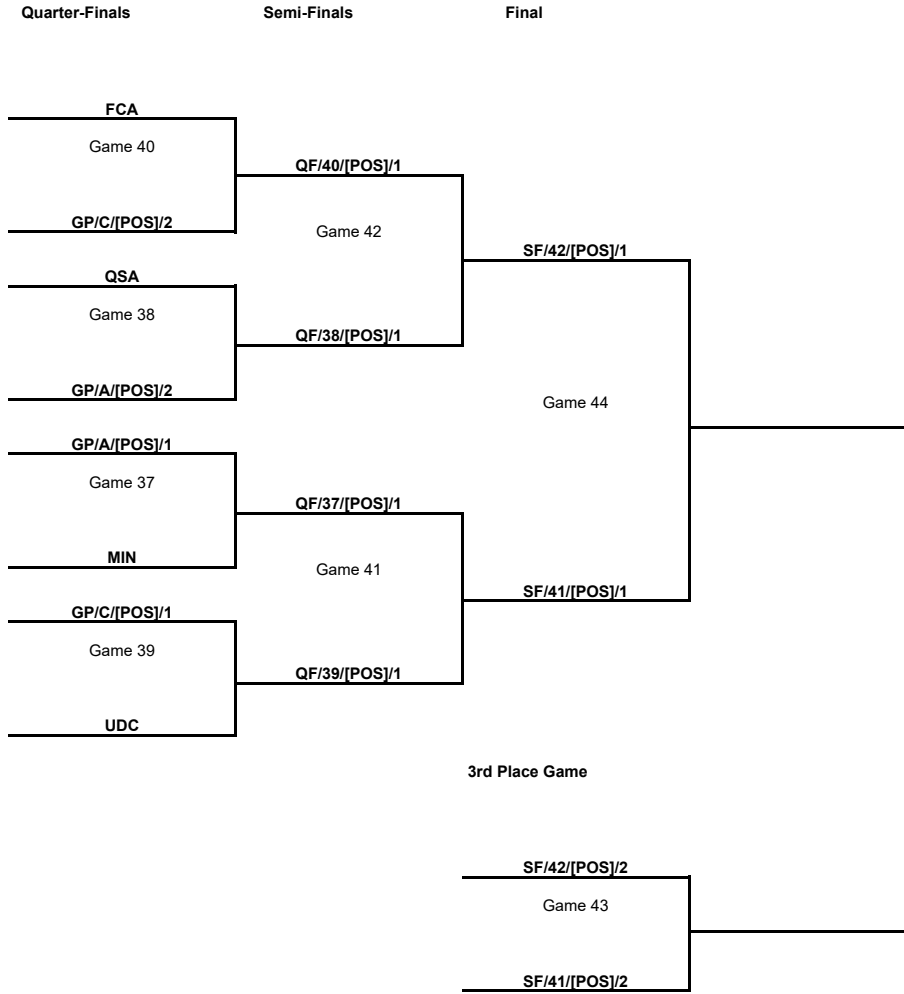 Quarter-Finals
Semi-Finals
Final
FCA
Game 40
QF/40/[POS]/1
GP/C/[POS]/2
Game 42
SF/42/[POS]/1
QSA
Game 38
QF/38/[POS]/1
GP/A/[POS]/2
Game 44
GP/A/[POS]/1
Game 37
QF/37/[POS]/1
MIN
Game 41
SF/41/[POS]/1
GP/C/[POS]/1
Game 39
QF/39/[POS]/1
UDC
3rd Place Game
SF/42/[POS]/2
Game 43
SF/41/[POS]/2